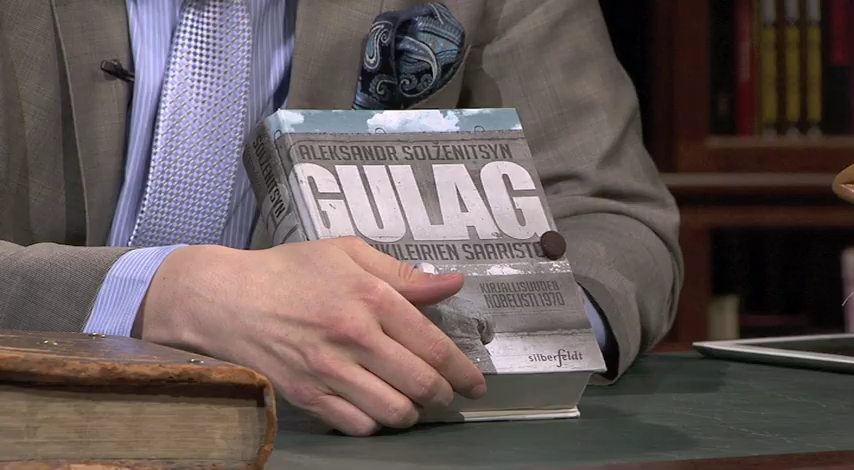 ALEKSANDR SOLŽENITSYN
GULAG
SAARISTO
KIRJALLISUUDEN
NOBELISTI 1970
silberfeldt
SOLŽENITSYN